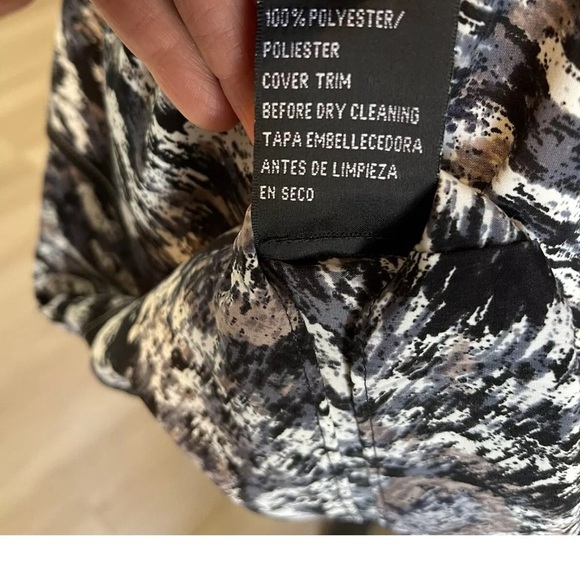 100% POLYESTER/
POLIESTER
COVER TRIM
BEFORE DRY CLEANING
TAPA EMBELLECEDORA
ANTES DE LIMPIEZA
EN SECO